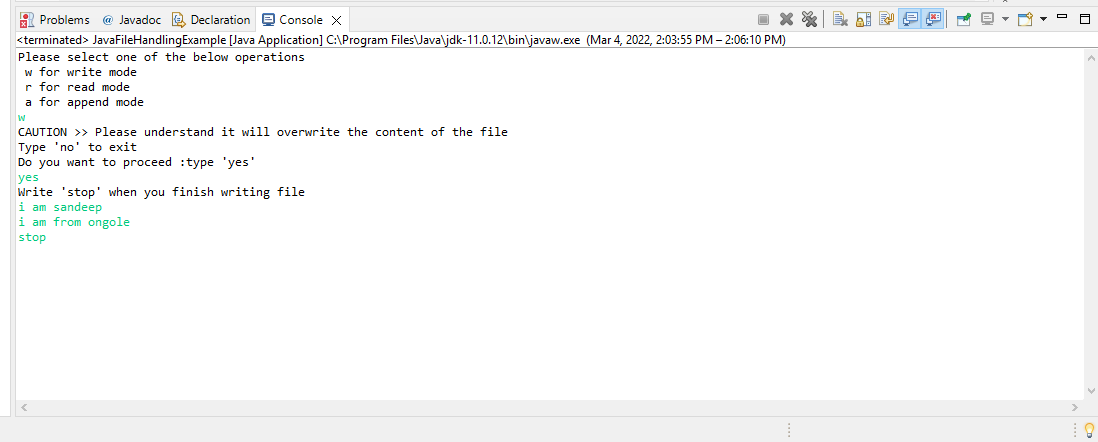 Problems @ Javadoc Declaration Console
<terminated> JavaFileHandlingExample [Java Application] C:\Program Files\Java\jdk-11.0.12\bin\javaw.exe (Mar 4, 2022, 2:03:55 PM – 2:06:10 PM)
Please select one of the below operations
w for write mode
r for read mode
a for append mode
w
CAUTION >> Please understand it will overwrite the content of the file
Type 'no' to exit
Do you want to proceed :type 'yes'
yes
Write 'stop' when you finish writing file
i am sandeep
i am from ongole
stop